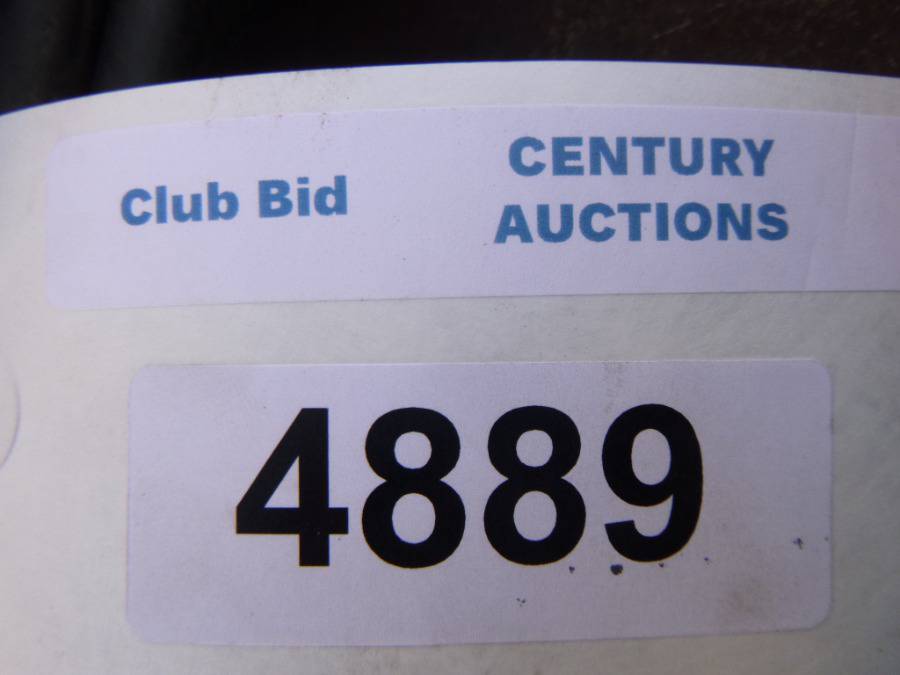 Club Bid
CENTURY
AUCTIONS
4889